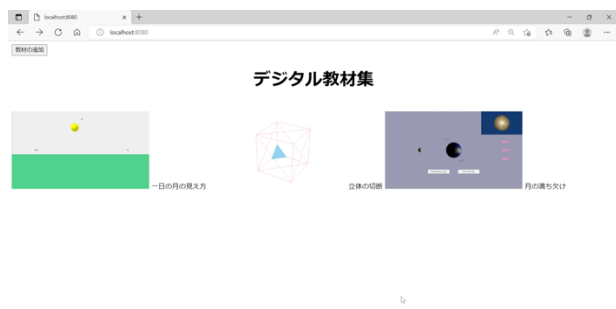 localhost:8080
localhost:8080
教材の追加
デジタル教材集
一日の月の見え方
立体の切断
月の満ち欠け